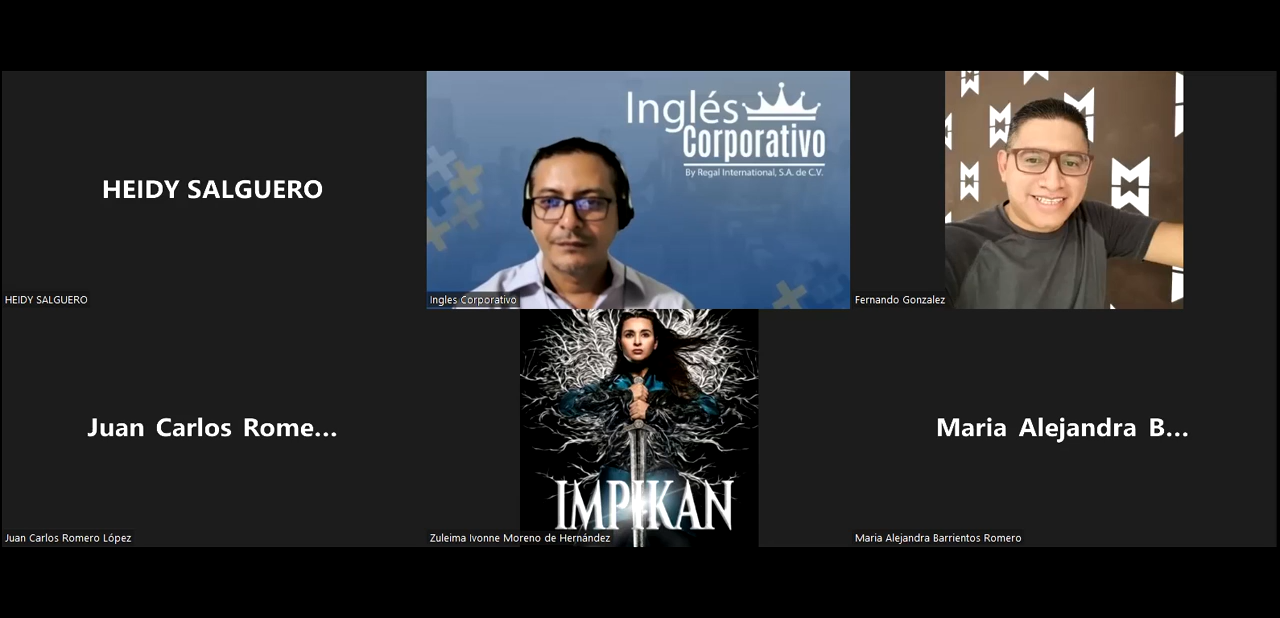 HEIDY SALGUERO
HEIDY SALGUERO
Inglés
Corporativo
By Regal International, S.A. de C.V.
Ingles Corporativo
Fernando Gonzalez
Juan Carlos Rome...
Juan Carlos Romero López
IMPIKAN
Zuleima Ivonne Moreno de Hernández
Maria Alejandra B...
Maria Alejandra Barrientos Romero